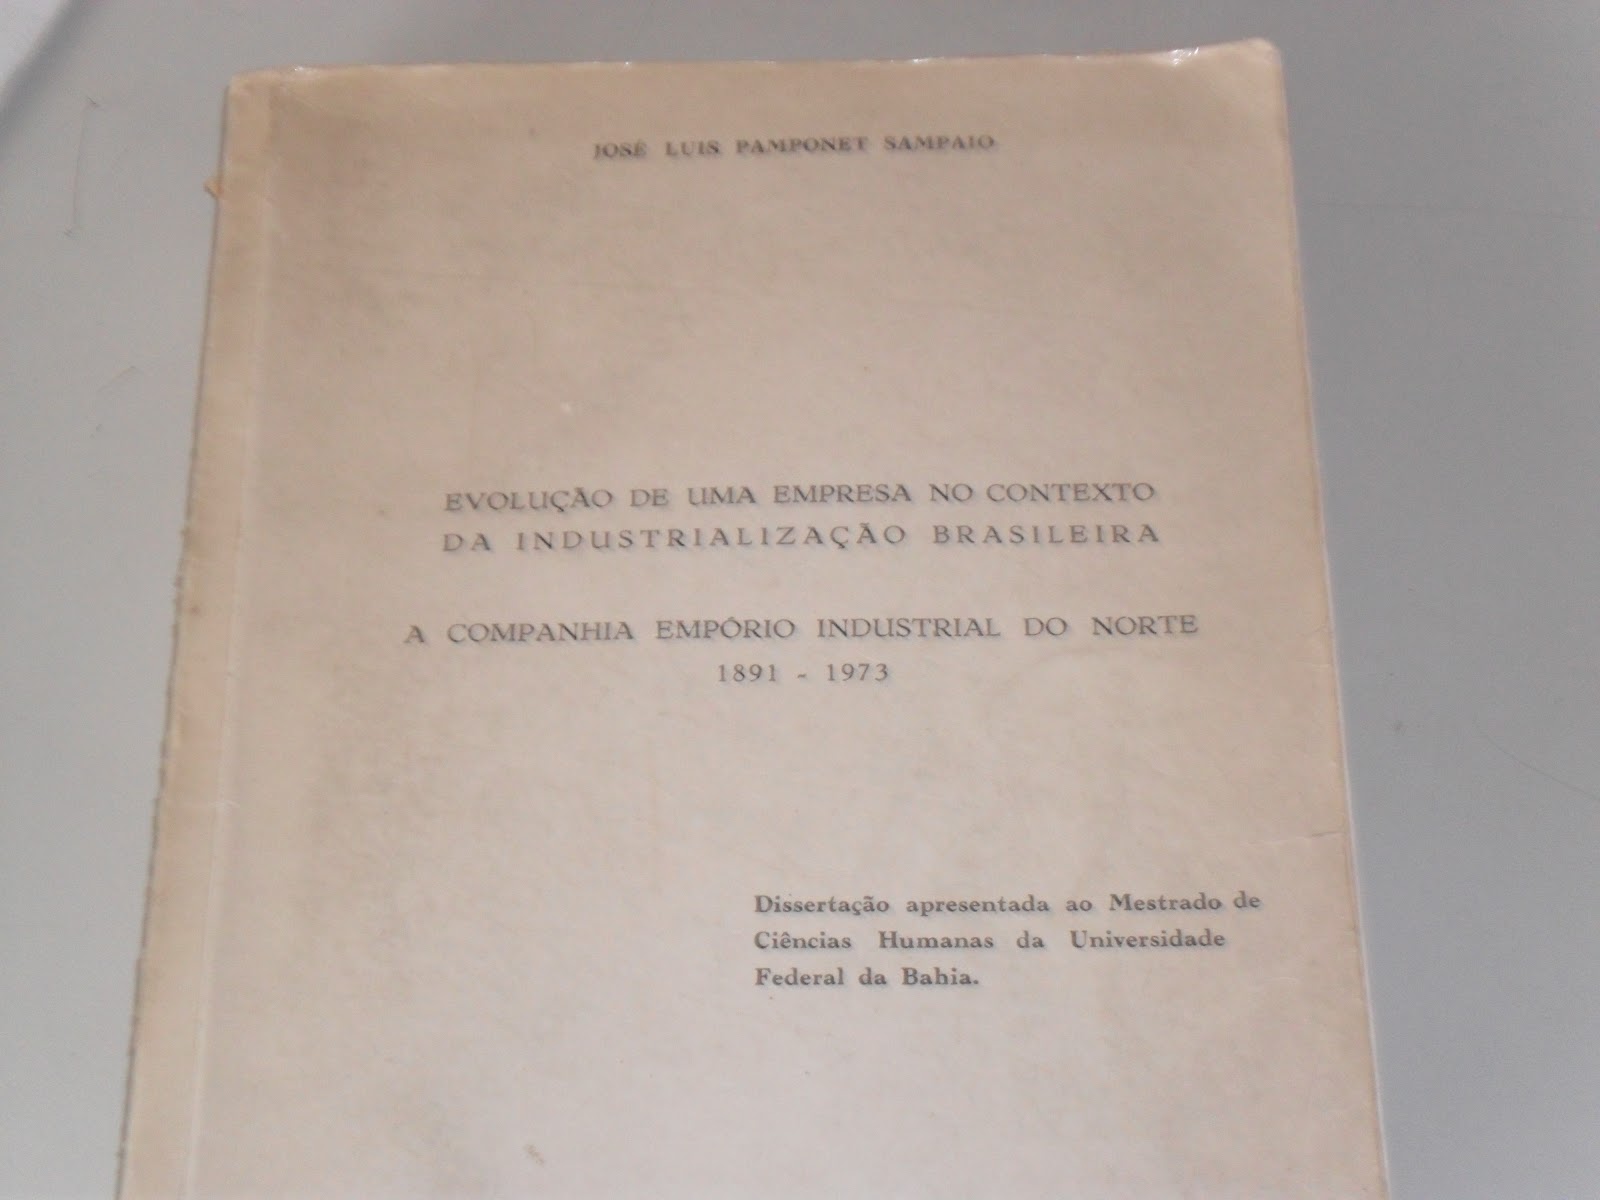 JOSÉ LUIS PAMPONET SAMPAIO
EVOLUÇÃO DE UMA EMPRESA NO CONTEXTO
DA INDUSTRIALIZAÇÃO BRASILEIRA
A COMPANHIA EMPÓRIO INDUSTRIAL DO NORTE
1891 - 1973
Dissertação apresentada ao Mestrado de
Ciências Humanas da Universidade
Federal da Bahia.